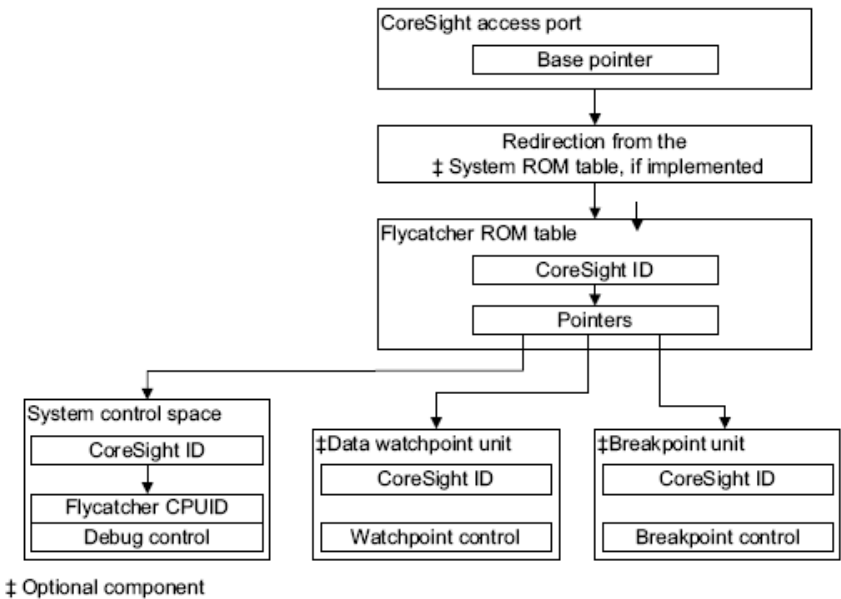 CoreSight access port
Base pointer
Redirection from the
‡ System ROM table, if implemented
Flycatcher ROM table
CoreSight ID
Pointers
System control space
CoreSight ID
Flycatcher CPUID
Debug control
‡Data watchpoint unit
CoreSight ID
Watchpoint control
‡Breakpoint unit
CoreSight ID
Breakpoint control
‡ Optional component